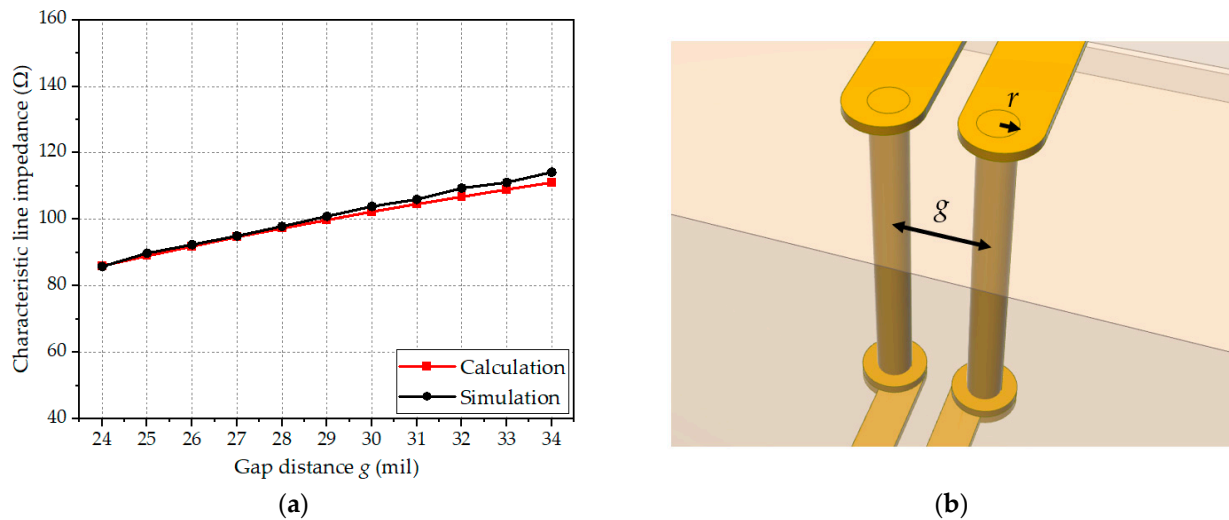 160
140
120
100
80
60
40
Characteristic line impedance (Ω)
Calculation
Simulation
24 25 26 27 28 29 30 31 32 33 34
Gap distance g (mil)
(a)
r
g
(b)